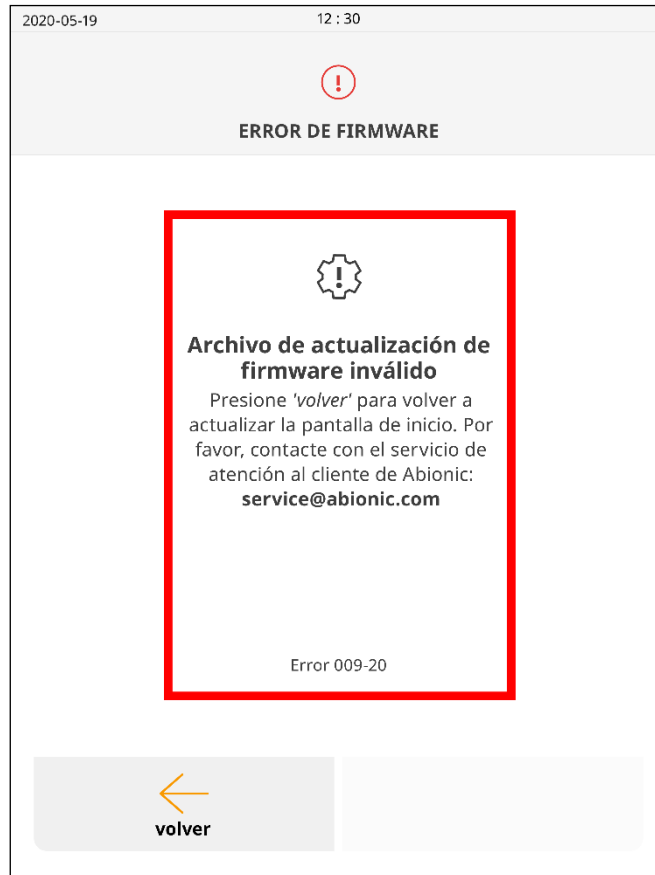 2020-05-19
12 : 30
ERROR DE FIRMWARE
Archivo de actualización de
firmware inválido
Presione 'volver' para volver a
actualizar la pantalla de inicio. Por
favor, contacte con el servicio de
atención al cliente de Abionic:
service@abionic.com
Error 009-20
volver